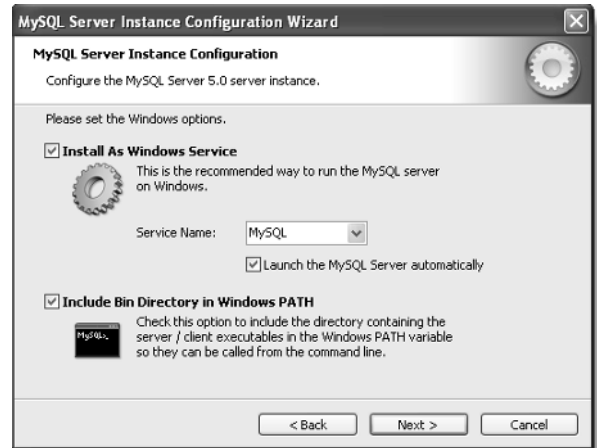 MySQL Server Instance Configuration Wizard
MySQL Server Instance Configuration
Configure the MySQL Server 5.0 server instance.
Please set the Windows options.
Install As Windows Service
This is the recommended way to run the MySQL server
on Windows.
Service Name: MySQL
Launch the MySQL Server automatically
Include Bin Directory in Windows PATH
Check this option to include the directory containing the
server / client executables in the Windows PATH variable
so they can be called from the command line.
MySQL>_
< Back Next > Cancel